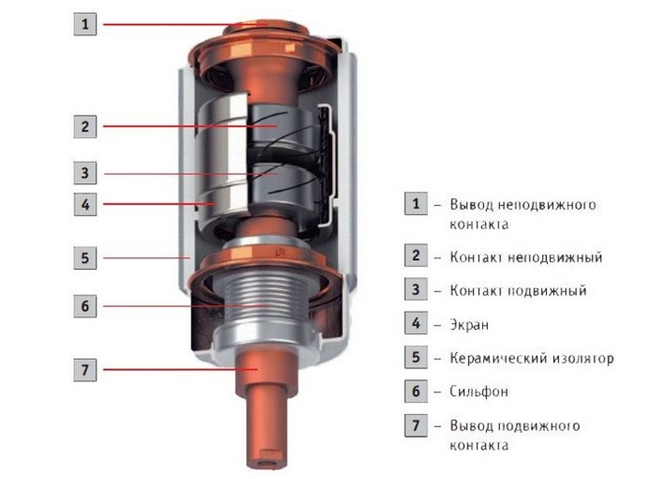 1
2
3
4
5
6
7
1 – Вывод неподвижного
контакта
2 – Контакт неподвижный
3 – Контакт подвижный
4 – Экран
5 – Керамический изолятор
6 – Сильфон
7 – Вывод подвижного
контакта